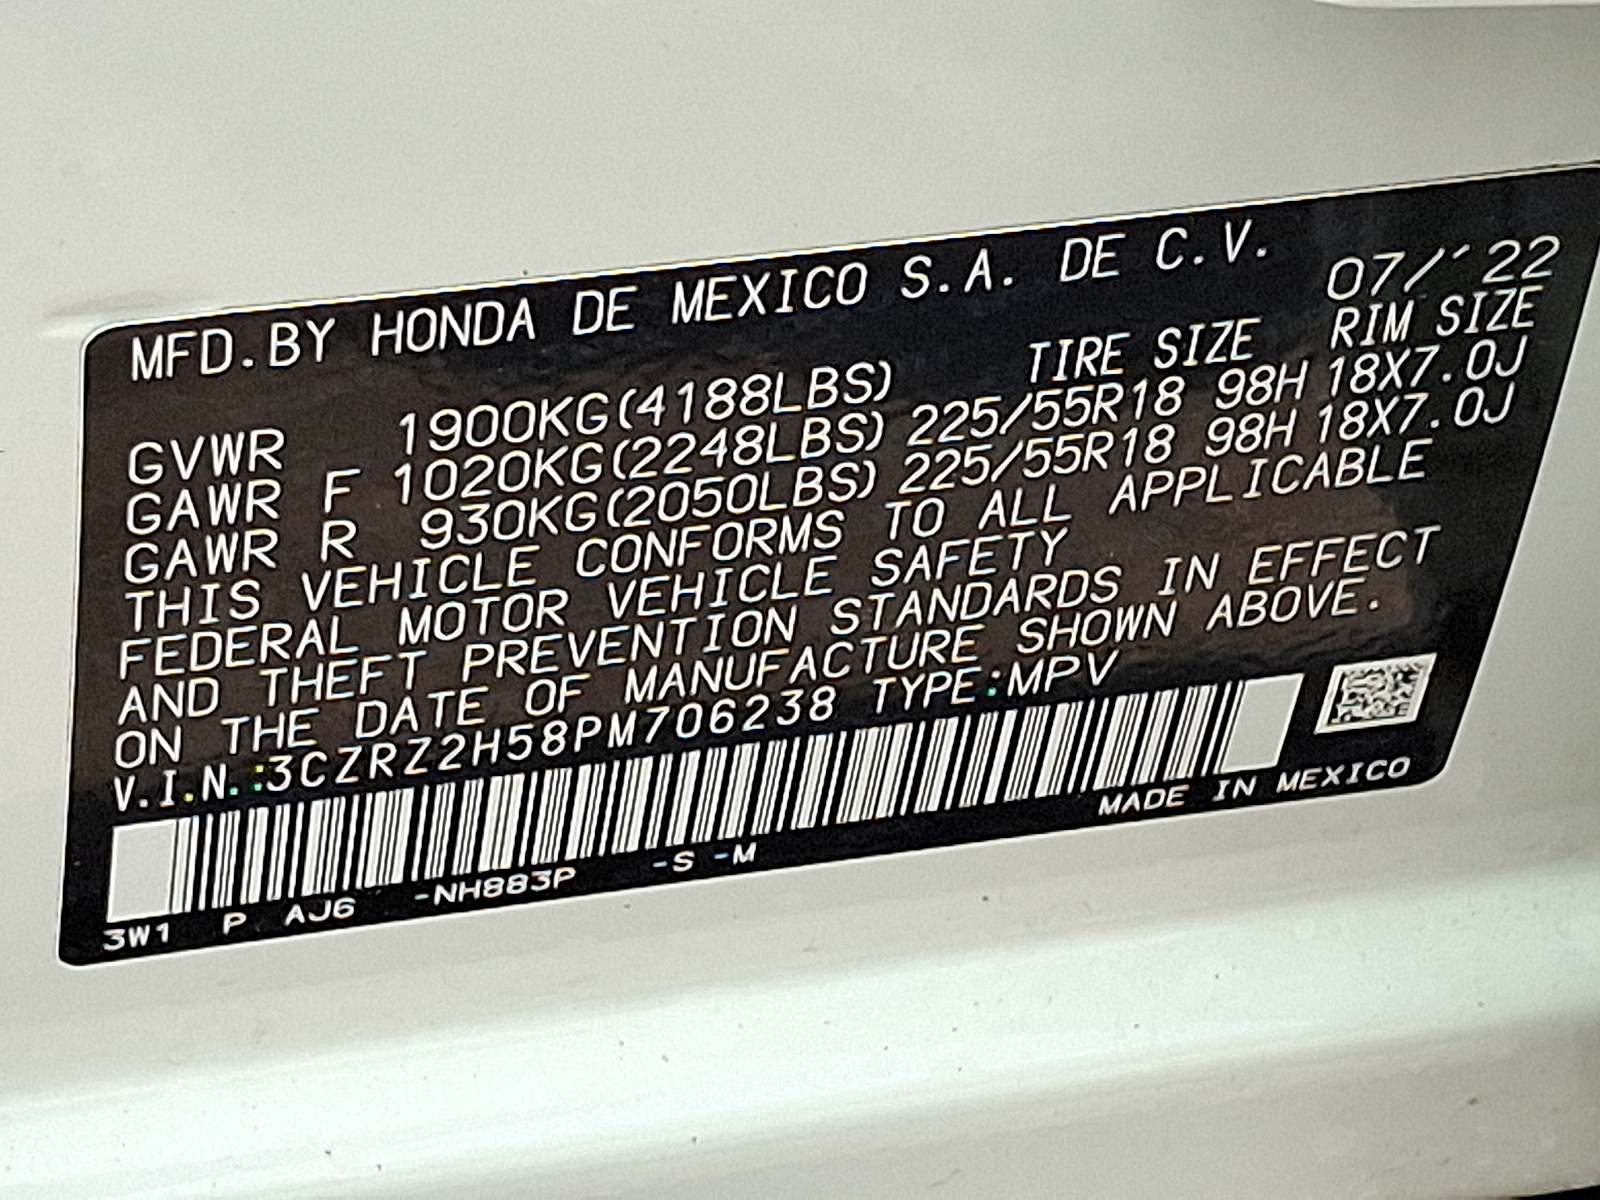 MFD.BY HONDA DE MEXICO S.A. DE C.V.
07/'22
TIRE SIZE RIM SIZE
GVWR 1900KG(4188LBS)
GAWR F 1020KG(2248LBS) 225/55R18 98H 18X7.0J
GAWR R 930KG(2050LBS) 225/55R18 98H 18X7.0J
THIS VEHICLE CONFORMS TO ALL APPLICABLE
FEDERAL MOTOR VEHICLE SAFETY
AND THEFT PREVENTION STANDARDS IN EFFECT
ON THE DATE OF MANUFACTURE SHOWN ABOVE.
V.I.N.:3CZRZ2H58PM706238 TYPE:MPV
MADE IN MEXICO
3W1 P AJ6 -NH883P -S -M